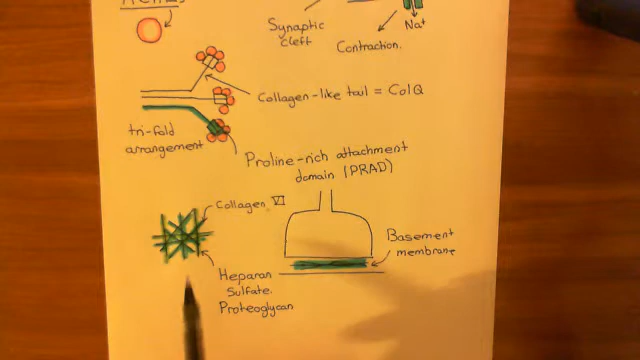 Synaptic
cleft
Na+
Contraction.
Collagen-like tail = ColQ
tri-fold
arrangement
Proline-rich attachment
domain (PRAD)
Collagen VI
Basement
membrane
Heparan
Sulfate.
Proteoglycan